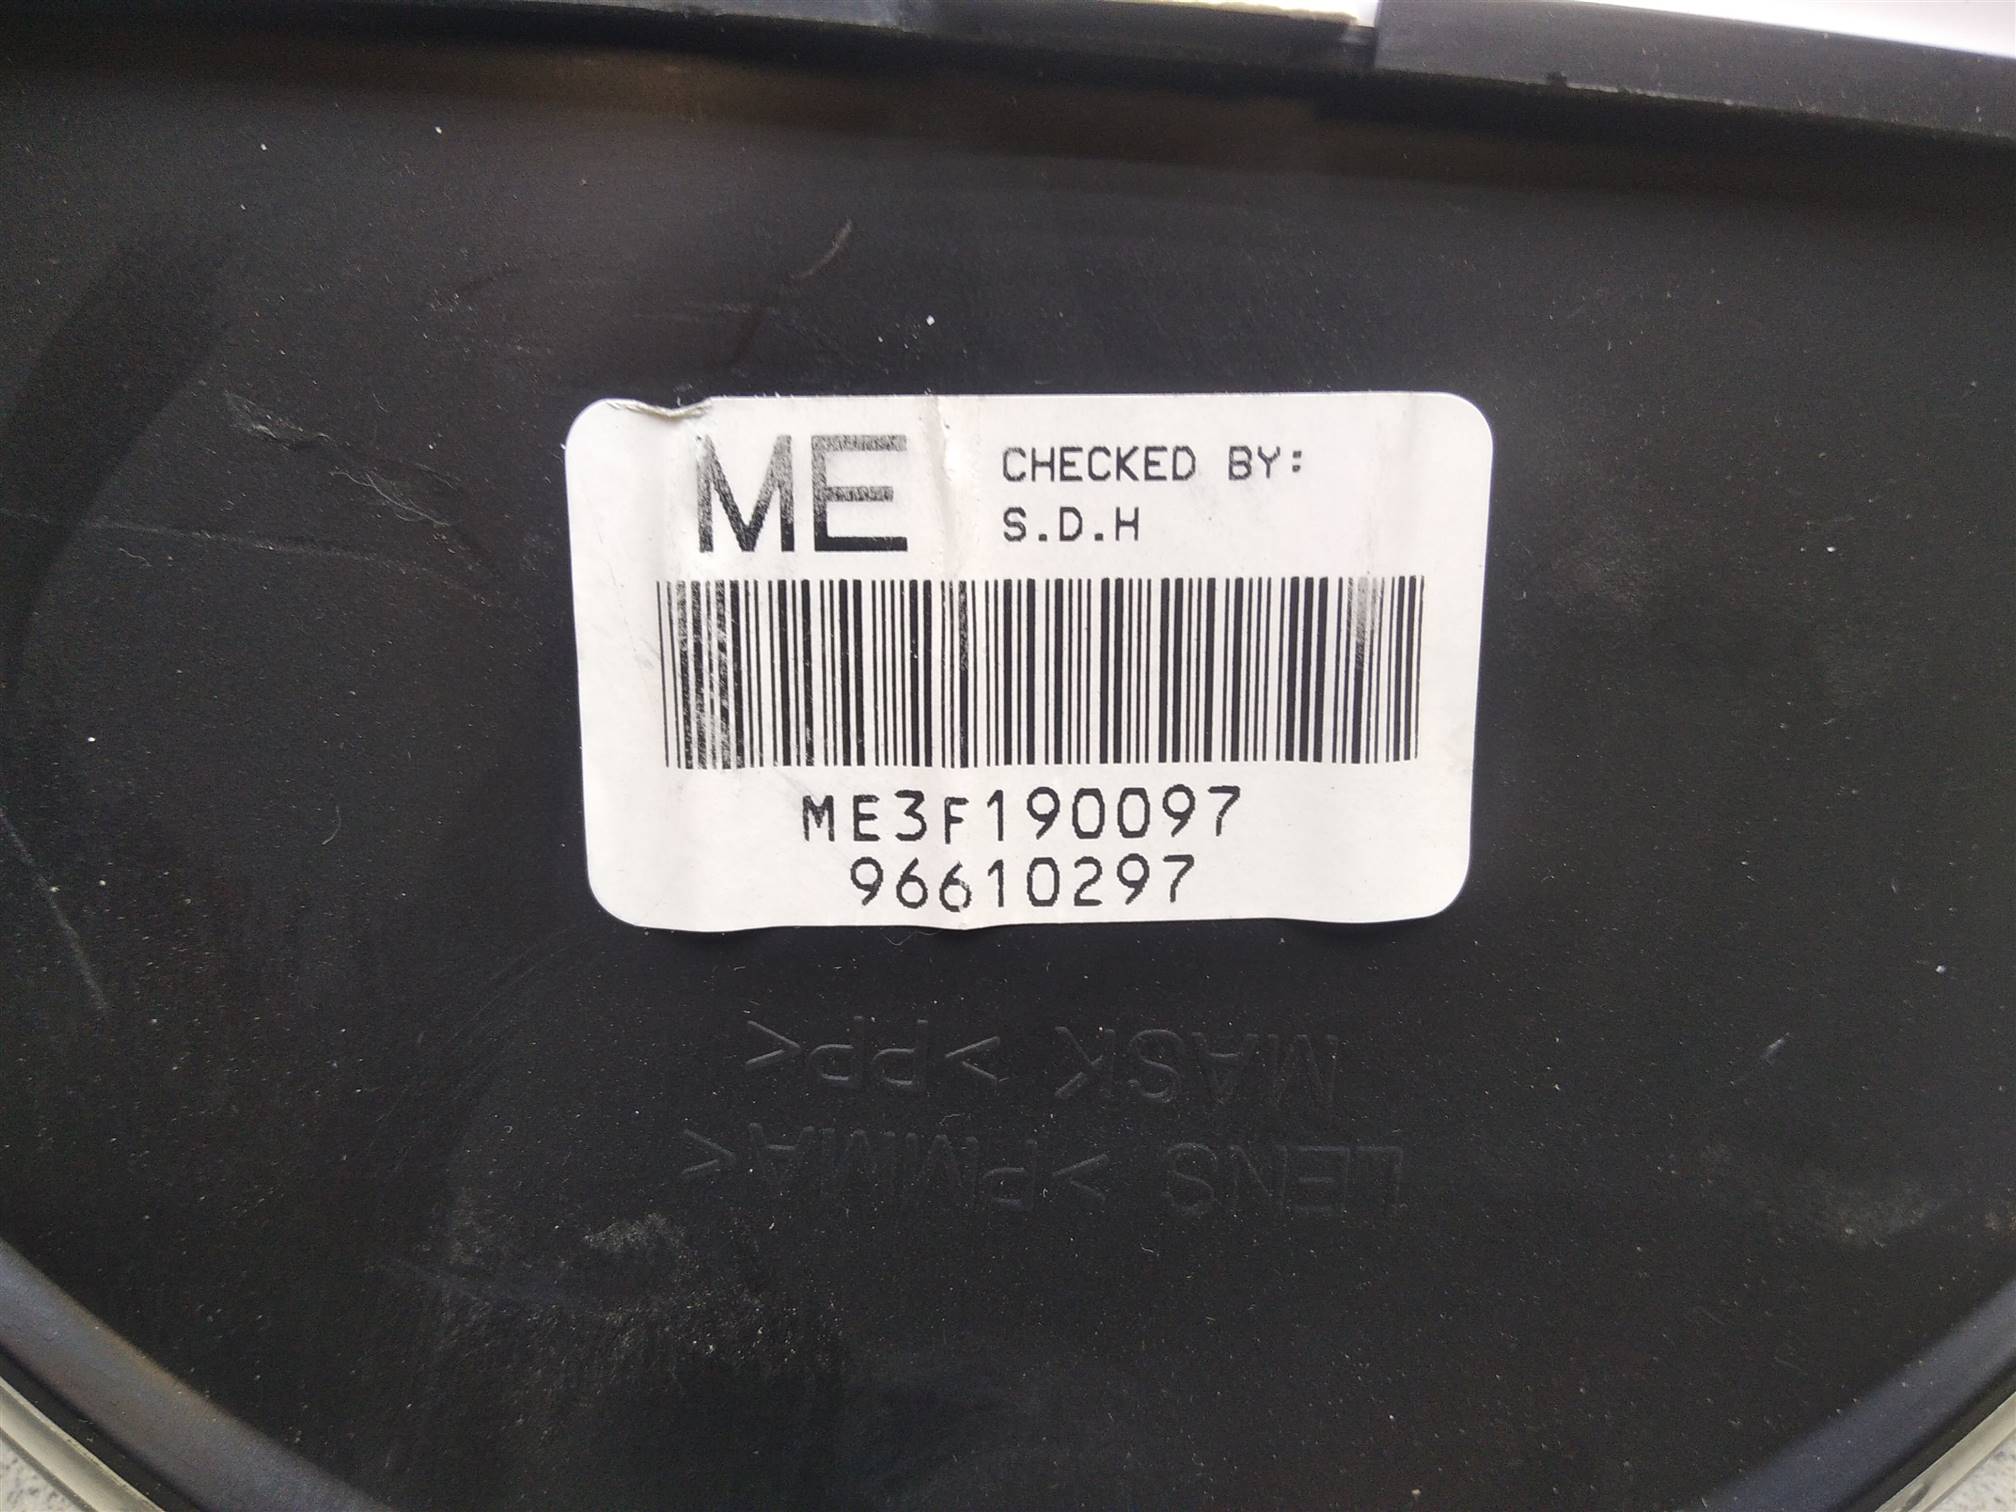 ME
CHECKED BY:
S.D.H
ME3F190097
96610297
LENS >PMMA<
MASK >PP<